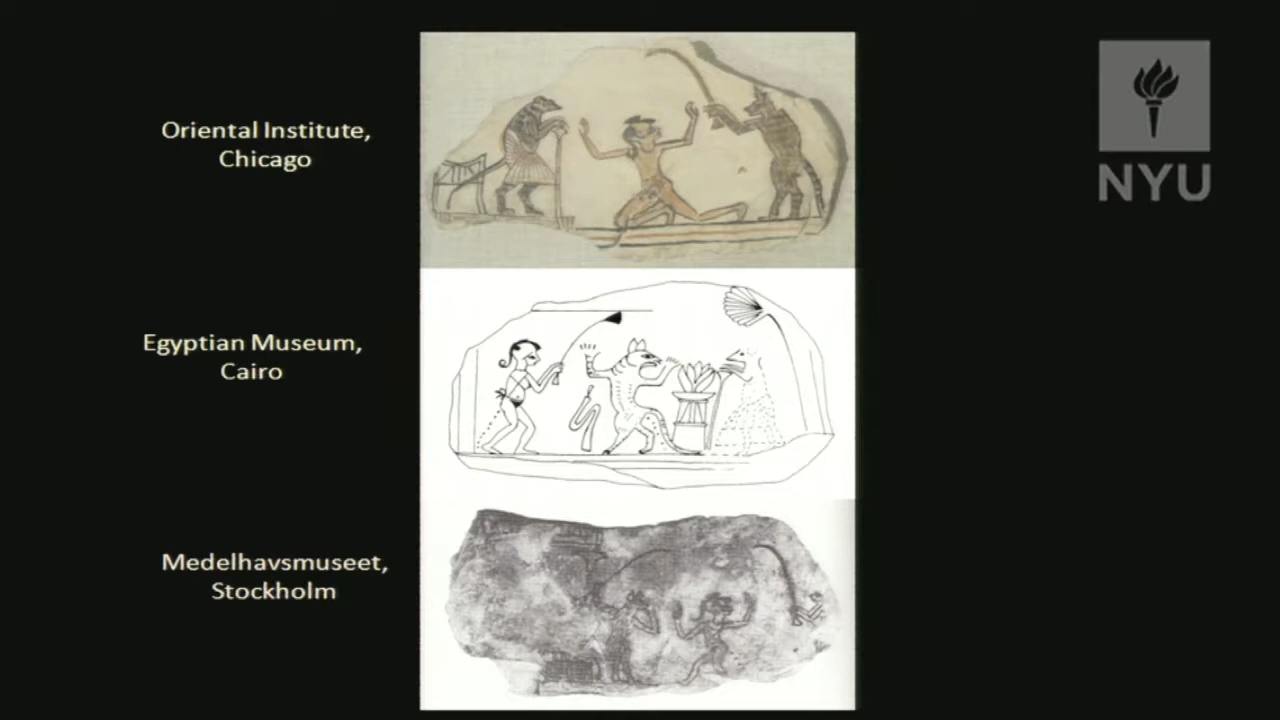 Oriental Institute,
Chicago
NYU
Egyptian Museum,
Cairo
Medelhavsmuseet,
Stockholm